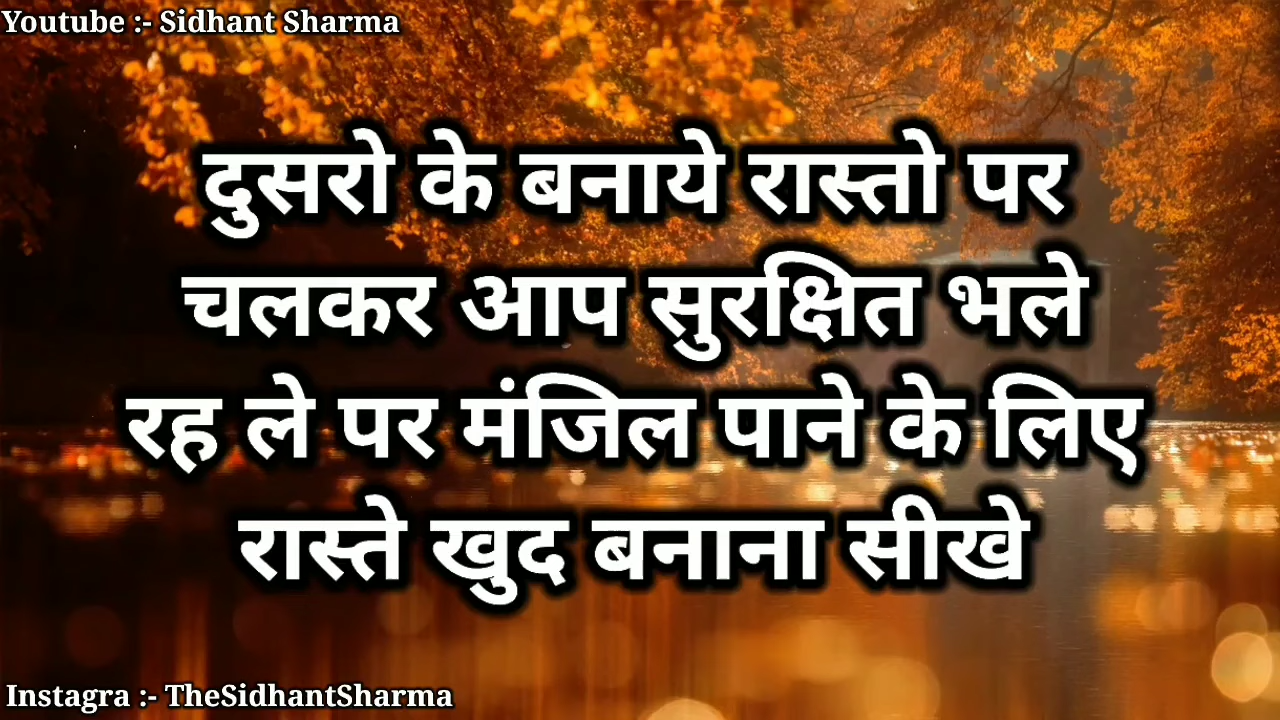 Youtube :- Sidhant Sharma
दुसरो के बनाये रास्तो पर
चलकर आप सुरक्षित भले
रह ले पर मंजिल पाने के लिए
रास्ते खुद बनाना सीखे
Instagra :- TheSidhantSharma